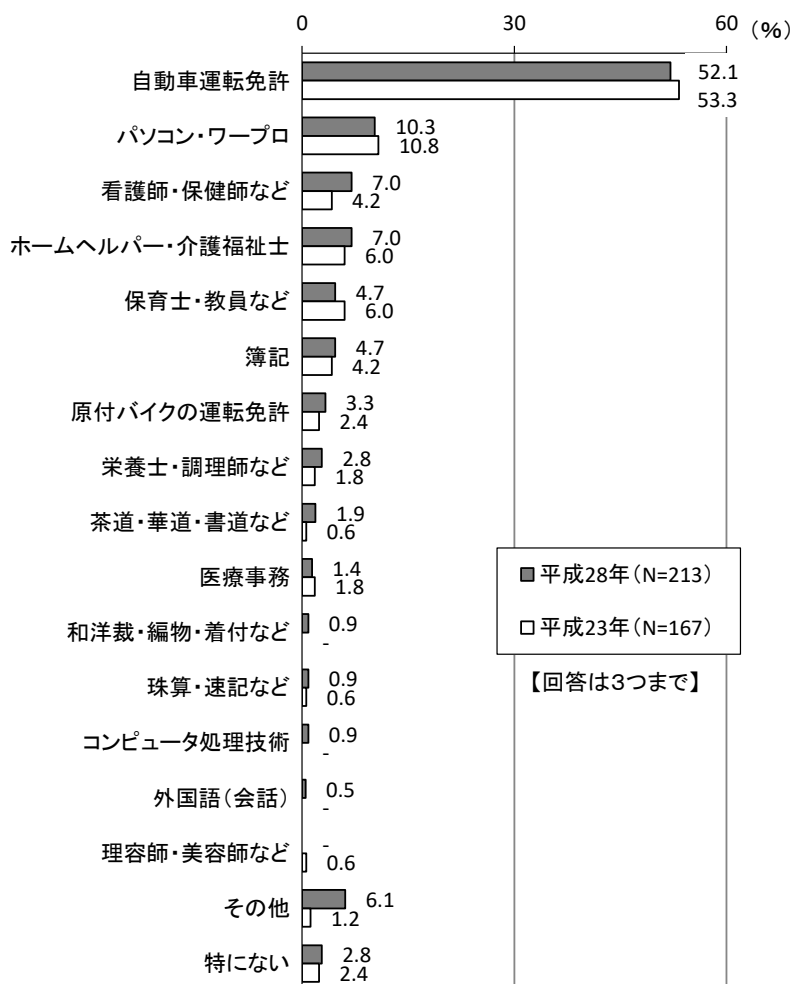 0 30 60 (%)
自動車運転免許 52.1
53.3
パソコン・ワープロ 10.3
10.8
看護師・保健師など 7.0
4.2
ホームヘルパー・介護福祉士 7.0
6.0
保育士・教員など 4.7
6.0
簿記 4.7
4.2
原付バイクの運転免許 3.3
2.4
栄養士・調理師など 2.8
1.8
茶道・華道・書道など 1.9
0.6
医療事務 1.4
1.8
和洋裁・編物・着付など 0.9
-
珠算・速記など 0.9
0.6
コンピュータ処理技術 0.9
-
外国語(会話) 0.5
-
理容師・美容師など -
0.6
その他 6.1
1.2
特にない 2.8
2.4
平成28年(N=213)
平成23年(N=167)
【回答は3つまで】